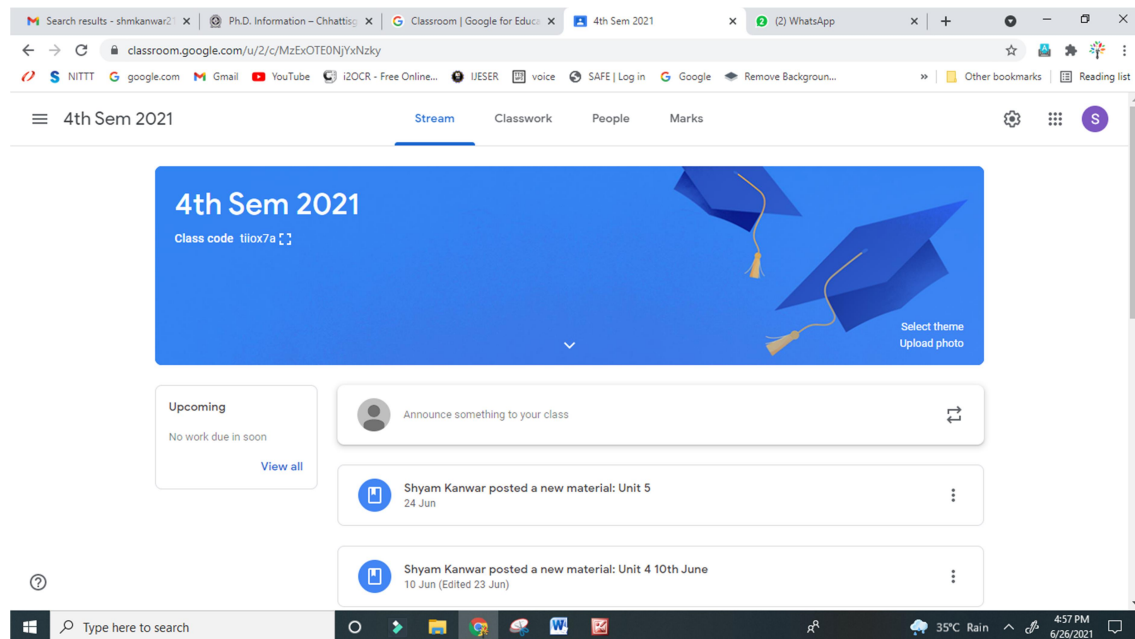 Search results - shmkanwar21
Ph.D. Information – Chhattisg
Classroom | Google for Educa
4th Sem 2021
(2) WhatsApp
classroom.google.com/u/2/c/MzExOTE0NjYxNzky
NITTT
google.com
Gmail
YouTube
i2OCR - Free Online...
IJESER
voice
SAFE | Log in
Google
Remove Backgroun...
»
Other bookmarks
Reading list
4th Sem 2021
Stream
Classwork
People
Marks
S
4th Sem 2021
Class code tiiox7a
Select theme
Upload photo
Upcoming
No work due in soon
View all
Announce something to your class
Shyam Kanwar posted a new material: Unit 5
24 Jun
Shyam Kanwar posted a new material: Unit 4 10th June
10 Jun (Edited 23 Jun)
Type here to search
35°C Rain
4:57 PM
6/26/2021